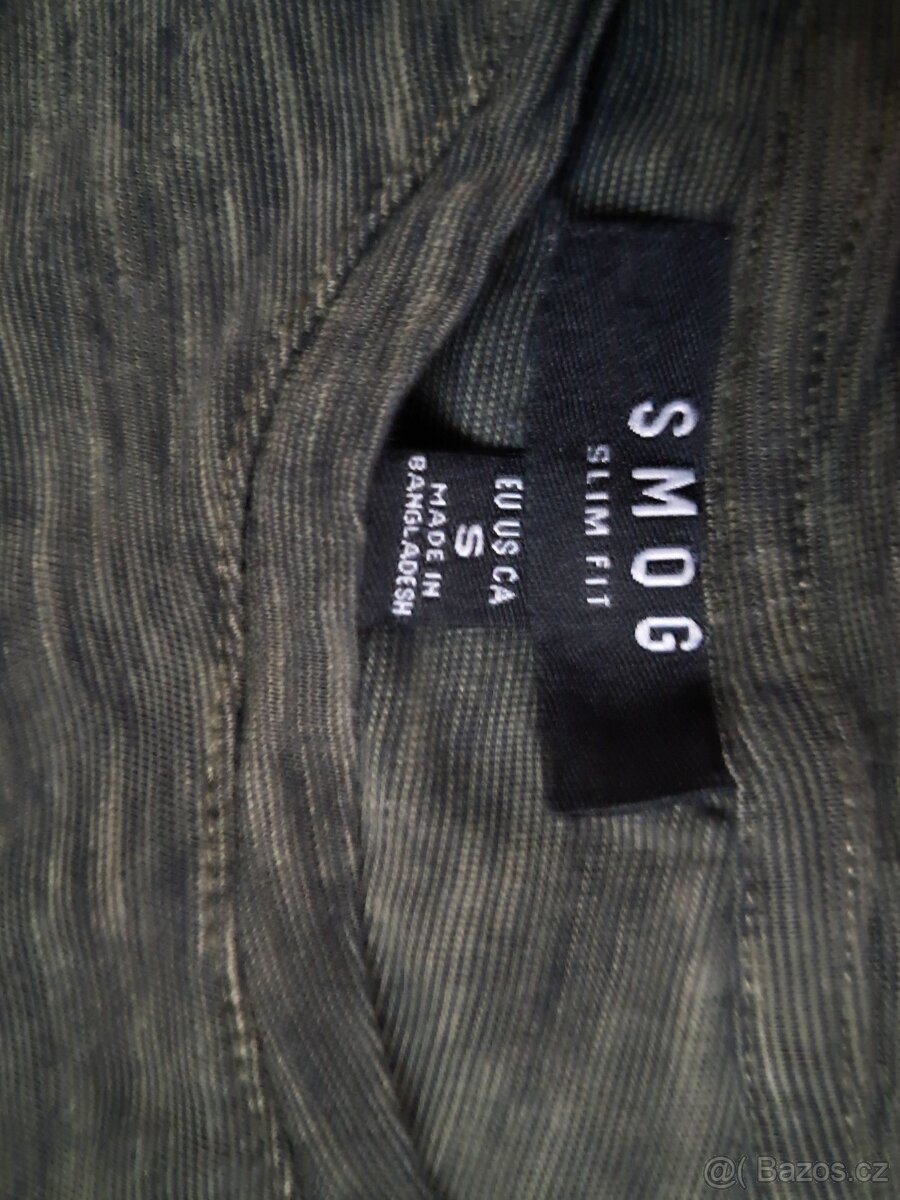 SMOG
SLIM FIT
EU US CA
S
MADE IN
BANGLADESH
@( Bazos.cz